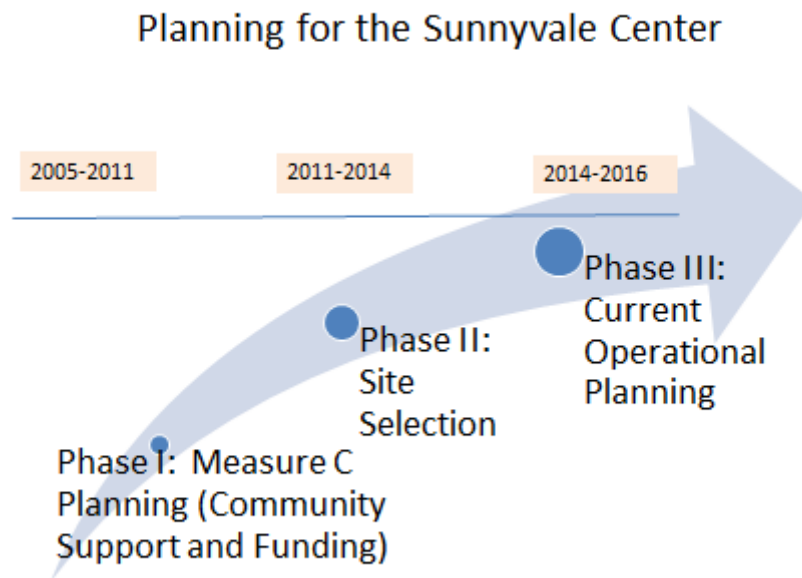 Planning for the Sunnyvale Center
2005-2011
2011-2014
2014-2016
Phase I: Measure C
Planning (Community
Support and Funding)
Phase II:
Site
Selection
Phase III:
Current
Operational
Planning